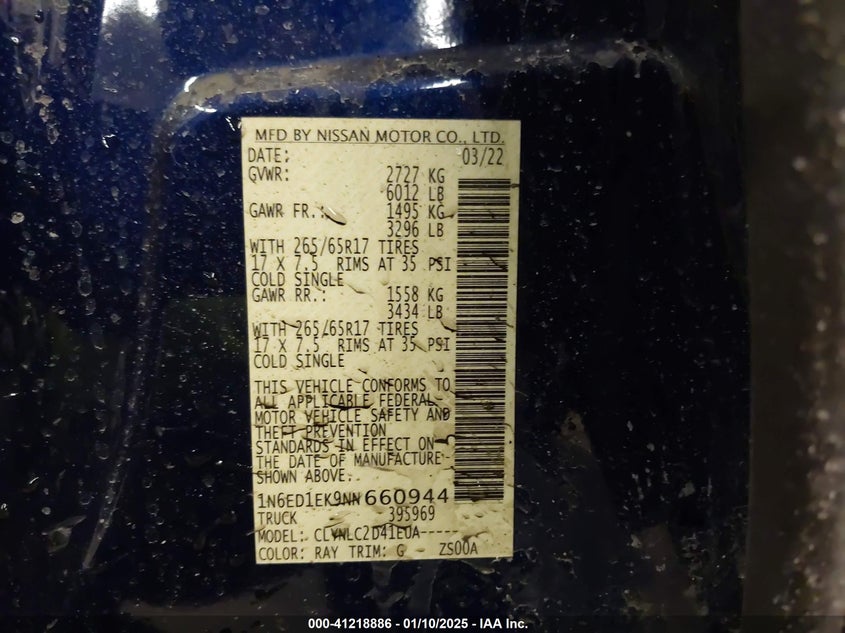 MFD BY NISSAN MOTOR CO., LTD.
DATE: 03/22
GVWR: 2727 KG
6012 LB
GAWR FR.: 1495 KG
3296 LB
WITH 265/65R17 TIRES
17 X 7.5 RIMS AT 35 PSI
COLD SINGLE
GAWR RR.: 1558 KG
3434 LB
WITH 265/65R17 TIRES
17 X 7.5 RIMS AT 35 PSI
COLD SINGLE
THIS VEHICLE CONFORMS TO
ALL APPLICABLE FEDERAL
MOTOR VEHICLE SAFETY AND
THEFT PREVENTION
STANDARDS IN EFFECT ON
THE DATE OF MANUFACTURE
SHOWN ABOVE.
1N6ED1EK9NN660944
TRUCK 395969
MODEL:
COLOR: RAY TRIM: G ZS00A
000-41218886 - 01/10/2025 - IAA Inc.